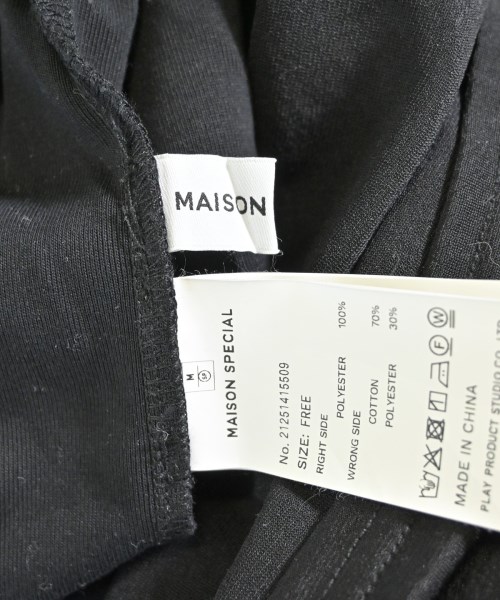 MAISON
M
MAISON SPECIAL
No. 21251415509
SIZE: FREE
RIGHT SIDE
POLYESTER 100%
WRONG SIDE
COTTON 70%
POLYESTER 30%
MADE IN CHINA
PLAY PRODUCT STUDIO CO., LTD.